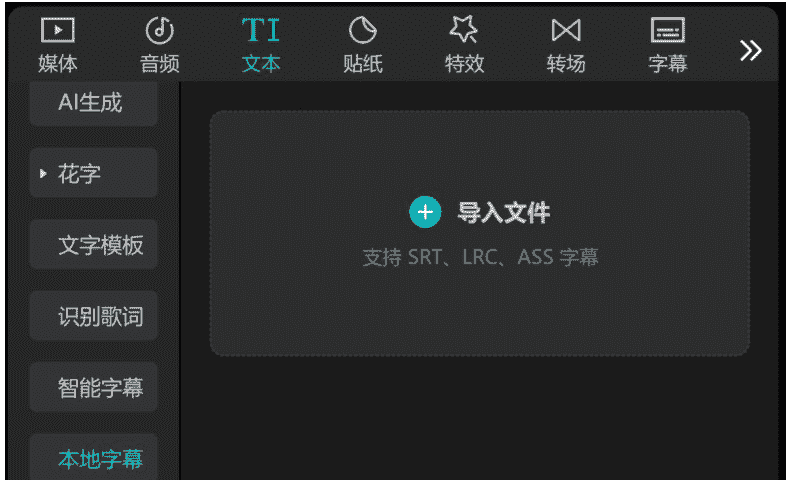 媒体
音频
TI
文本
贴纸
特效
转场
字幕
AI生成
花字
文字模板
识别歌词
智能字幕
本地字幕
导入文件
支持 SRT、LRC、ASS 字幕